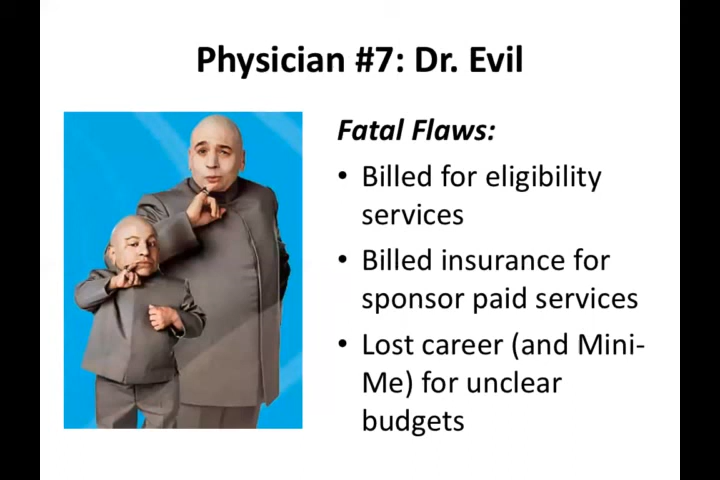 Physician #7: Dr. Evil
Fatal Flaws:
• Billed for eligibility
services
• Billed insurance for
sponsor paid services
• Lost career (and Mini-
Me) for unclear
budgets